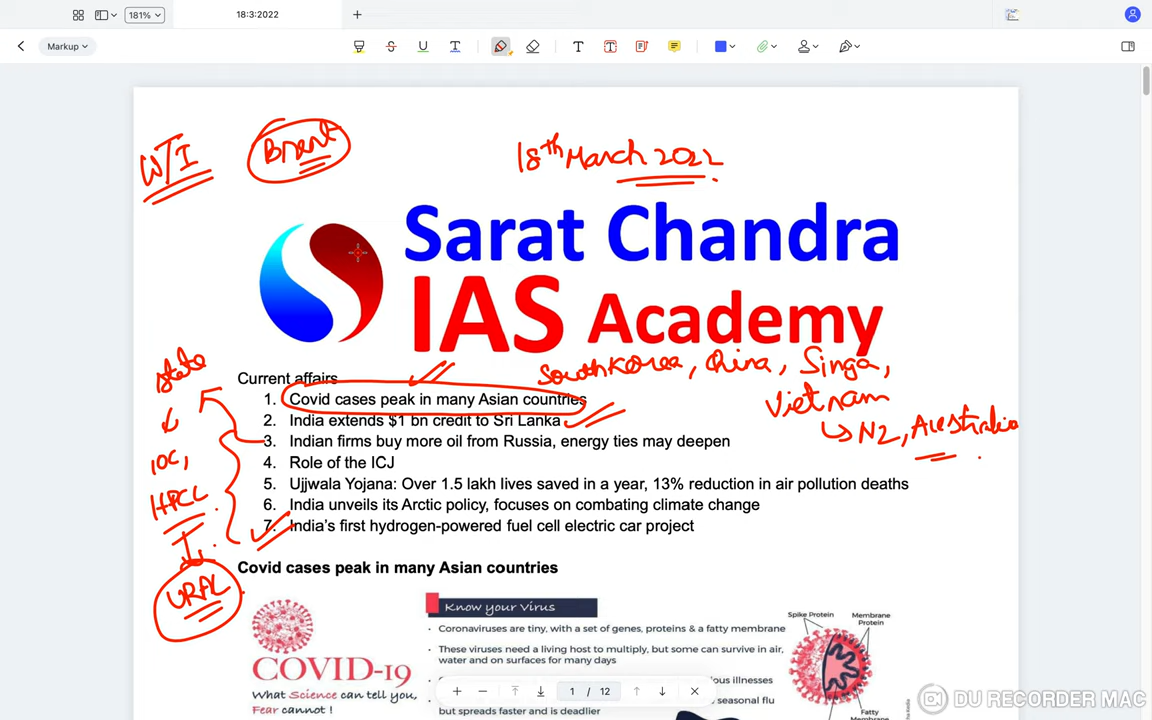 181%
18:3:2022
Markup
WTI
Brent
18th March 2022
Sarat Chandra
IAS Academy
state
South Korea, China, Singa,
Vietnam
NZ, Australia
IOC,
HPCL
URAL
Current affairs
1. Covid cases peak in many Asian countries
2. India extends $1 bn credit to Sri Lanka
3. Indian firms buy more oil from Russia, energy ties may deepen
4. Role of the ICJ
5. Ujjwala Yojana: Over 1.5 lakh lives saved in a year, 13% reduction in air pollution deaths
6. India unveils its Arctic policy, focuses on combating climate change
7. India's first hydrogen-powered fuel cell electric car project
Covid cases peak in many Asian countries
COVID-19
What Science can tell you,
Fear cannot !
Know your Virus
· Coronaviruses are tiny, with a set of genes, proteins & a fatty membrane
· These viruses need a living host to multiply, but some can survive in air,
water and on surfaces for many days
ious illnesses
seasonal flu
but spreads faster and is deadlier
Spike Protein
Membrane
Protein
Fatty
Membrane
1 / 12
DU RECORDER MAC